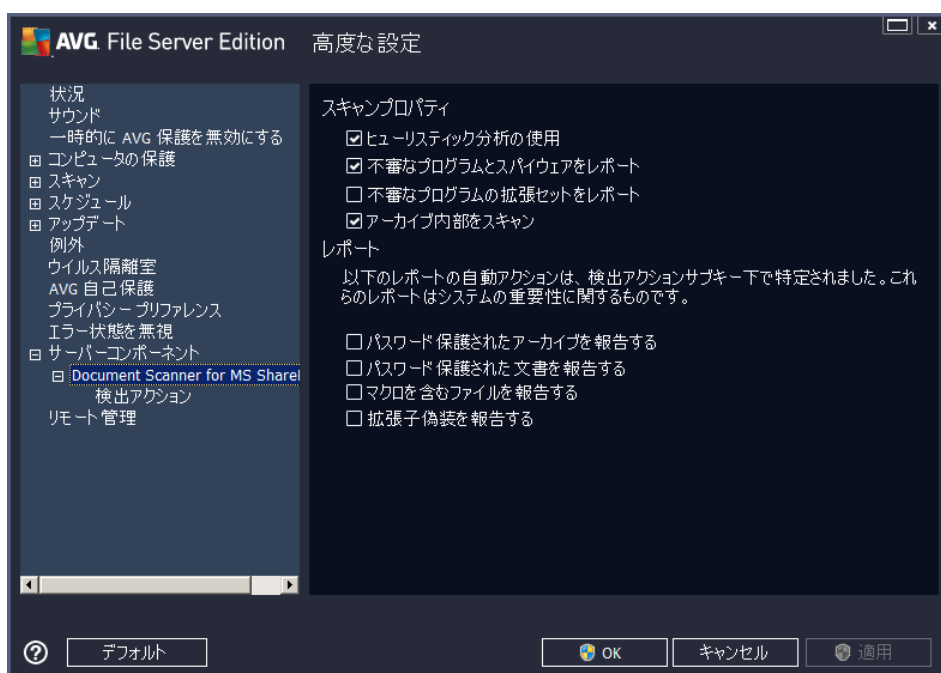 AVG. File Server Edition 高度な設定
状況
サウンド
一時的に AVG 保護を無効にする
コンピュータの保護
スキャン
スケジュール
アップデート
例外
ウイルス隔離室
AVG 自己保護
プライバシー プリファレンス
エラー状態を無視
サーバーコンポーネント
Document Scanner for MS Share
検出アクション
リモート管理
スキャンプロパティ
ヒューリスティック分析の使用
不審なプログラムとスパイウェアをレポート
不審なプログラムの拡張セットをレポート
アーカイブ内部をスキャン
レポート
以下のレポートの自動アクションは、検出アクションサブキー下で特定されました。これ
らのレポートはシステムの重要性に関するものです。
パスワード保護されたアーカイブを報告する
パスワード保護された文書を報告する
マクロを含むファイルを報告する
拡張子偽装を報告する
デフォルト
OK
キャンセル
適用